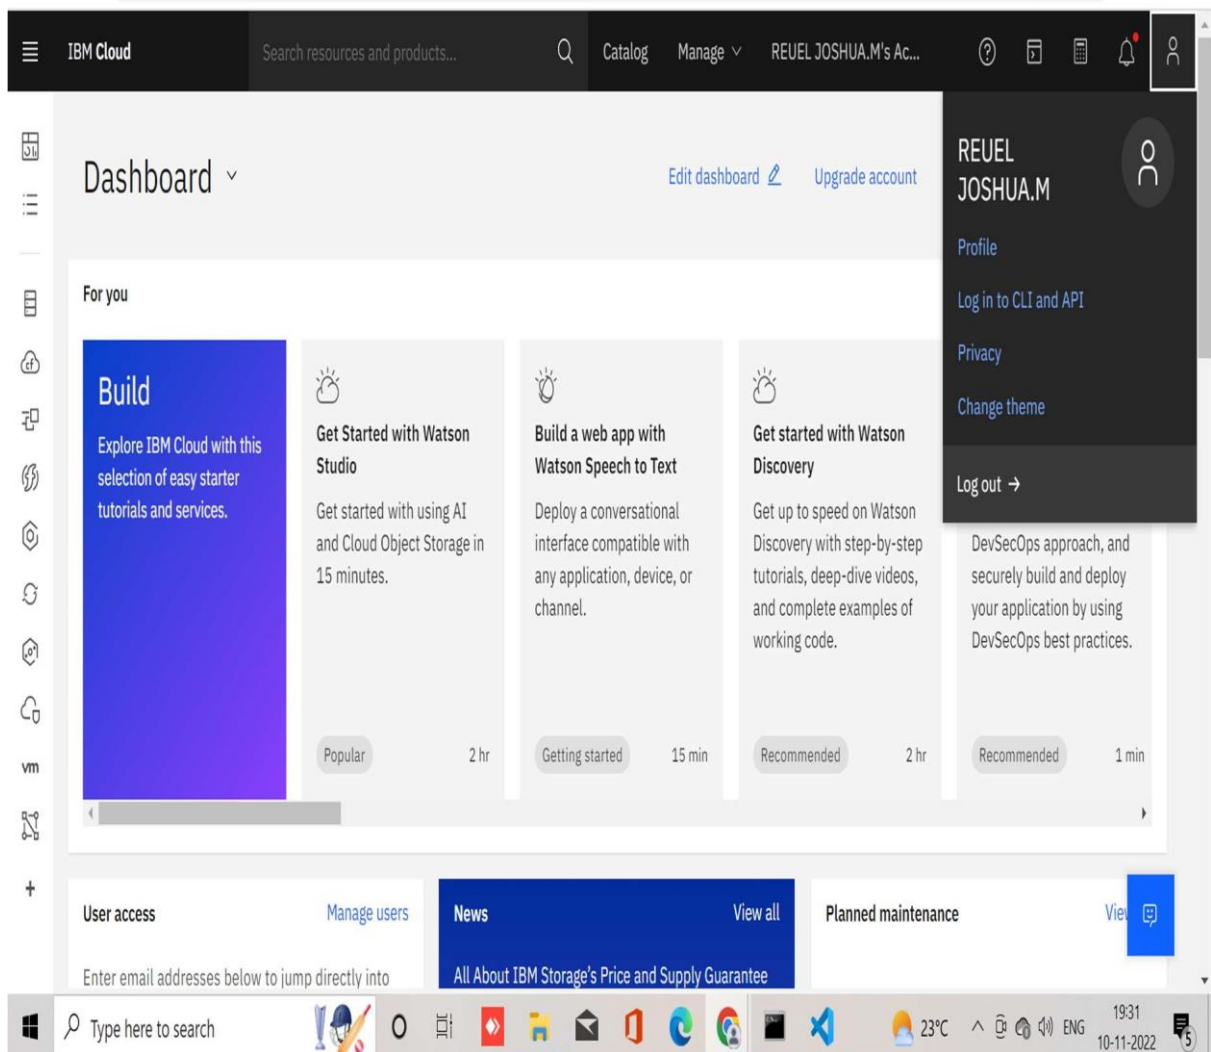 IBM Cloud
Search resources and products...
Catalog
Manage
REUEL JOSHUA.M's Ac...
REUEL
JOSHUA.M
Profile
Log in to CLI and API
Privacy
Change theme
Log out →
Dashboard
Edit dashboard
Upgrade account
For you
Build
Explore IBM Cloud with this
selection of easy starter
tutorials and services.
Get Started with Watson
Studio
Get started with using AI
and Cloud Object Storage in
15 minutes.
Popular
2 hr
Build a web app with
Watson Speech to Text
Deploy a conversational
interface compatible with
any application, device, or
channel.
Getting started
15 min
Get started with Watson
Discovery
Get up to speed on Watson
Discovery with step-by-step
tutorials, deep-dive videos,
and complete examples of
working code.
Recommended
2 hr
DevSecOps approach, and
securely build and deploy
your application by using
DevSecOps best practices.
Recommended
1 min
cf
vm
User access
Manage users
Enter email addresses below to jump directly into
News
View all
All About IBM Storage's Price and Supply Guarantee
Planned maintenance
Type here to search
23°C
ENG
19:31
10-11-2022
5